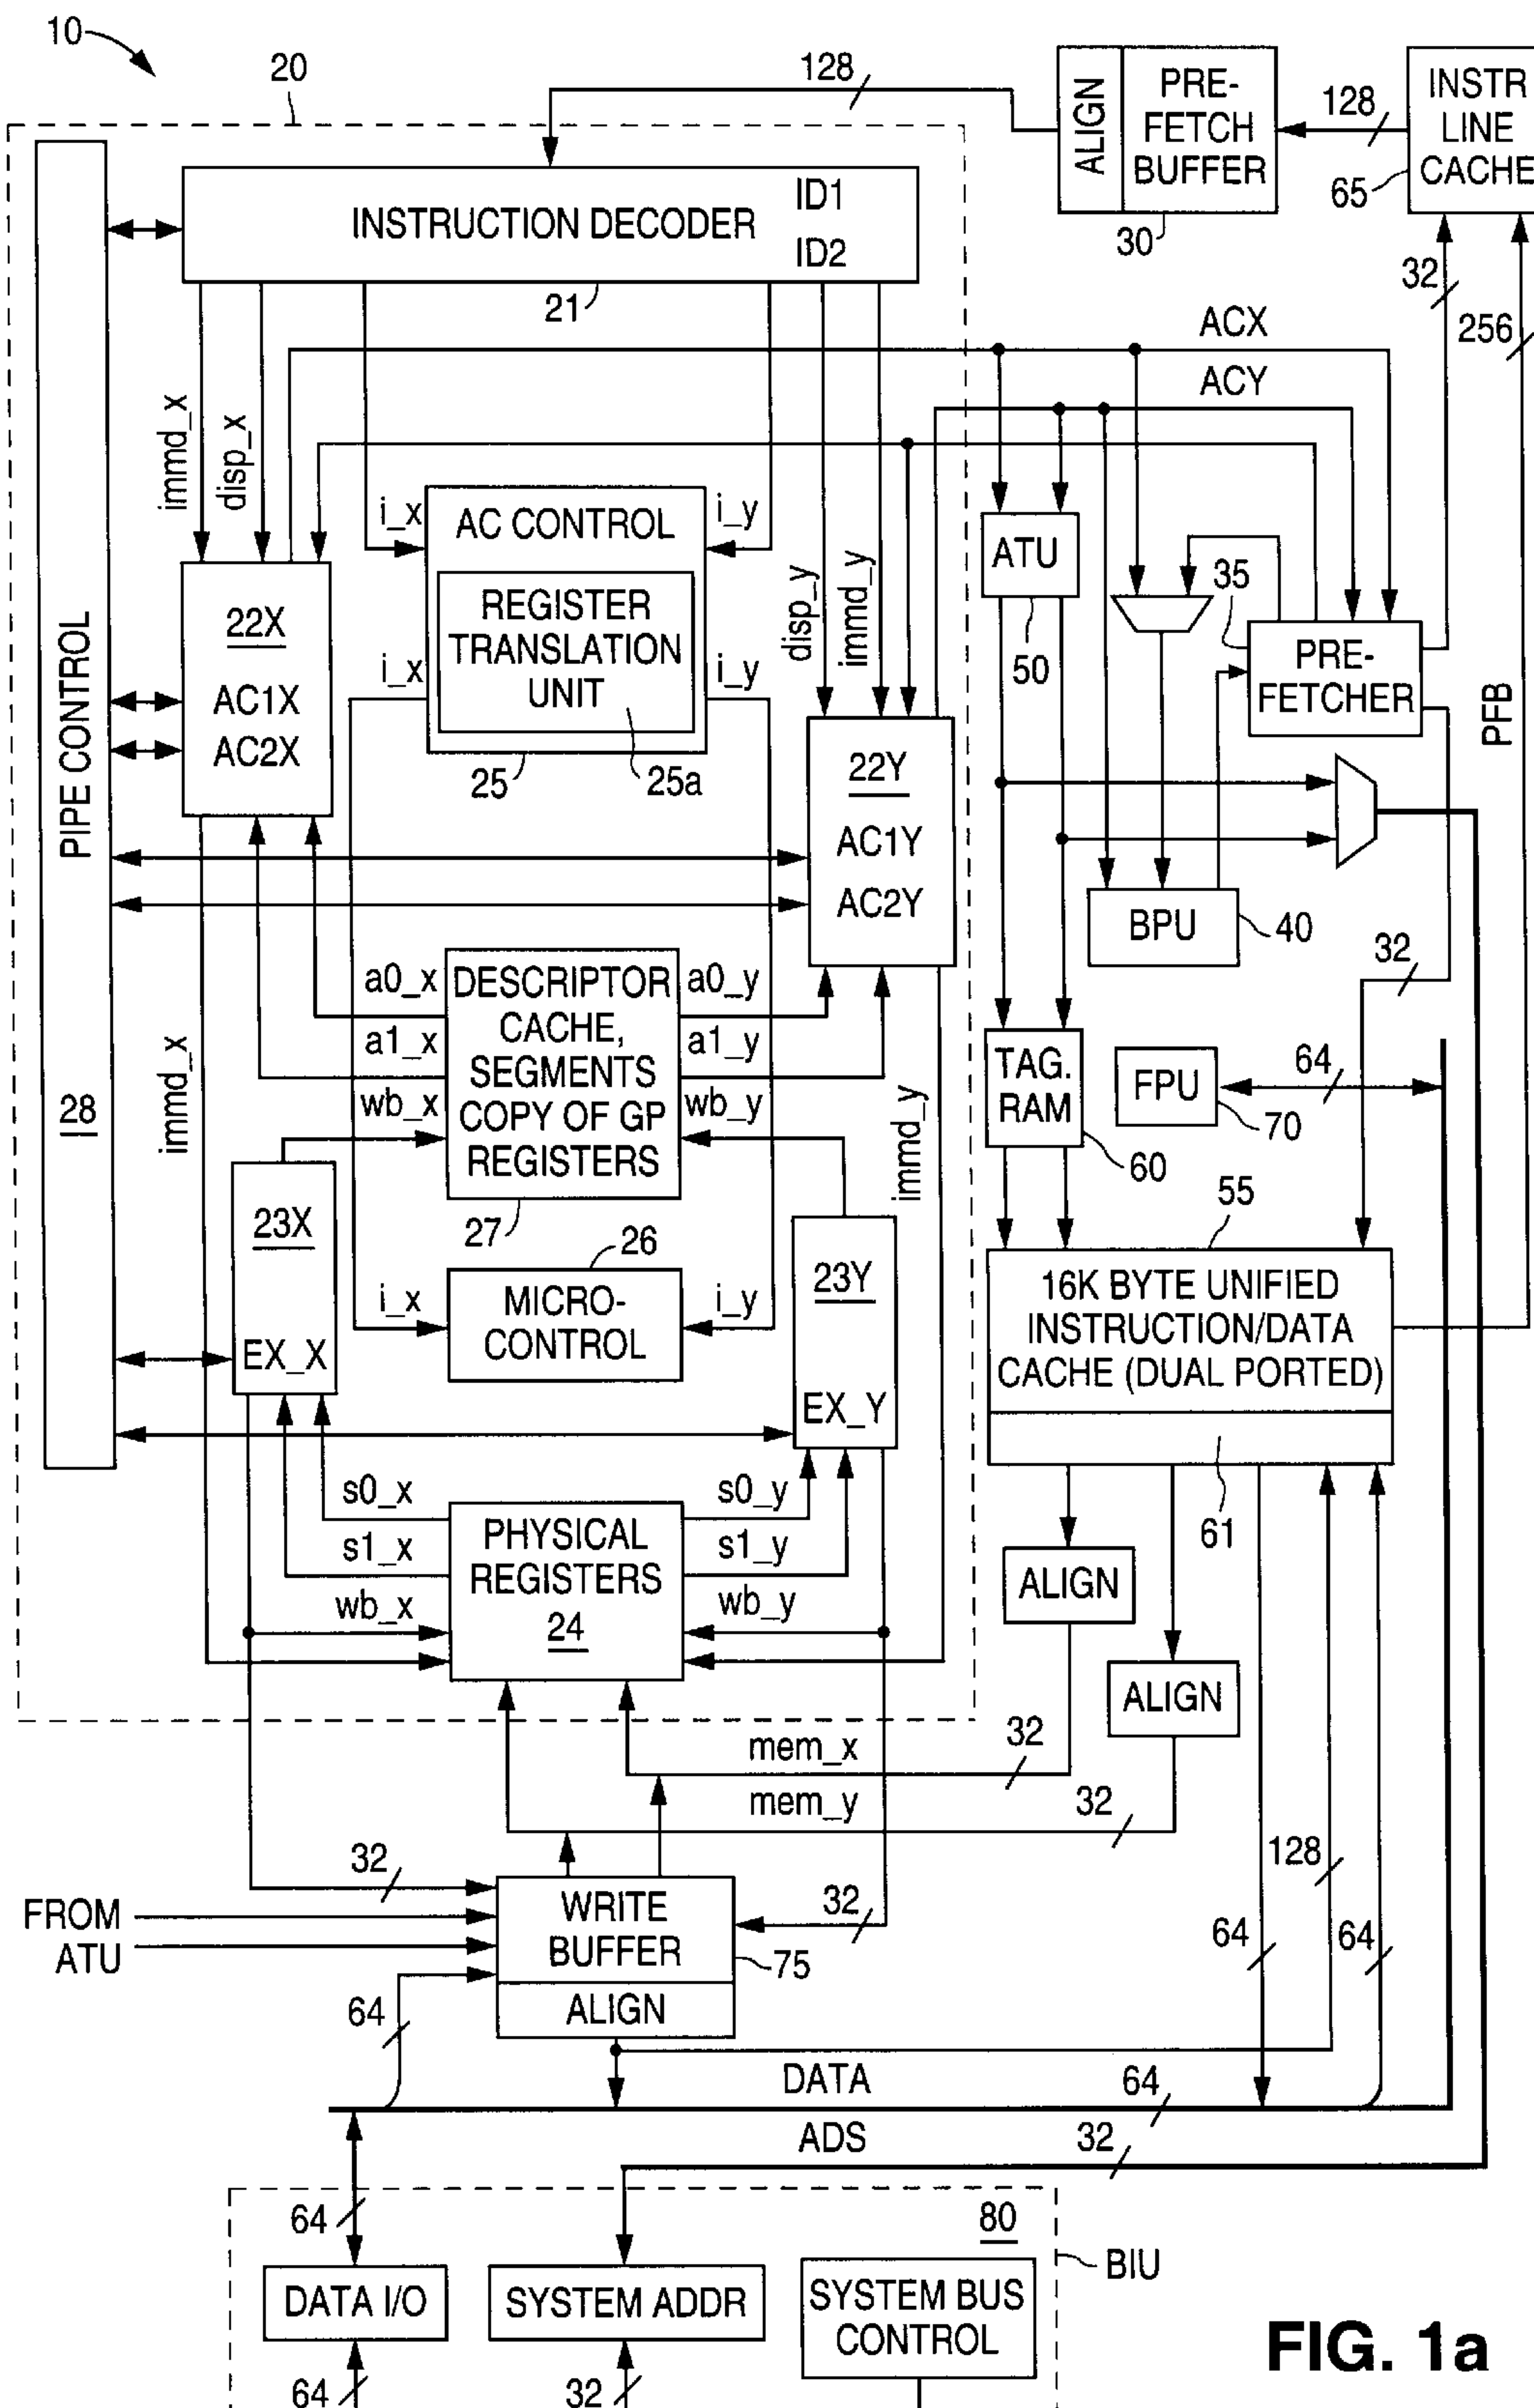 10
20
128
ALIGN
PRE-
FETCH
BUFFER
30
128
INSTR
LINE
CACHE
65
INSTRUCTION DECODER
ID1
ID2
21
32
256
ACX
ACY
immd_x
disp_x
i_x
AC CONTROL
i_y
REGISTER
TRANSLATION
UNIT
i_x
i_y
25
25a
disp_y
immd_y
ATU
50
35
PRE-
FETCHER
PFB
PIPE CONTROL
28
22X
AC1X
AC2X
22Y
AC1Y
AC2Y
BPU
40
32
a0_x
a1_x
wb_x
DESCRIPTOR
CACHE,
SEGMENTS
COPY OF GP
REGISTERS
a0_y
a1_y
wb_y
27
immd_x
immd_y
TAG.
RAM
60
FPU
70
64
23X
EX_X
26
i_x
MICRO-
CONTROL
i_y
23Y
EX_Y
55
16K BYTE UNIFIED
INSTRUCTION/DATA
CACHE (DUAL PORTED)
61
s0_x
s1_x
wb_x
PHYSICAL
REGISTERS
24
s0_y
s1_y
wb_y
ALIGN
ALIGN
mem_x
32
mem_y
32
32
FROM
ATU
WRITE
BUFFER
ALIGN
75
32
64
128
64
64
DATA
64
ADS
32
64
80
BIU
DATA I/O
SYSTEM ADDR
SYSTEM BUS
CONTROL
64
32
FIG. 1a